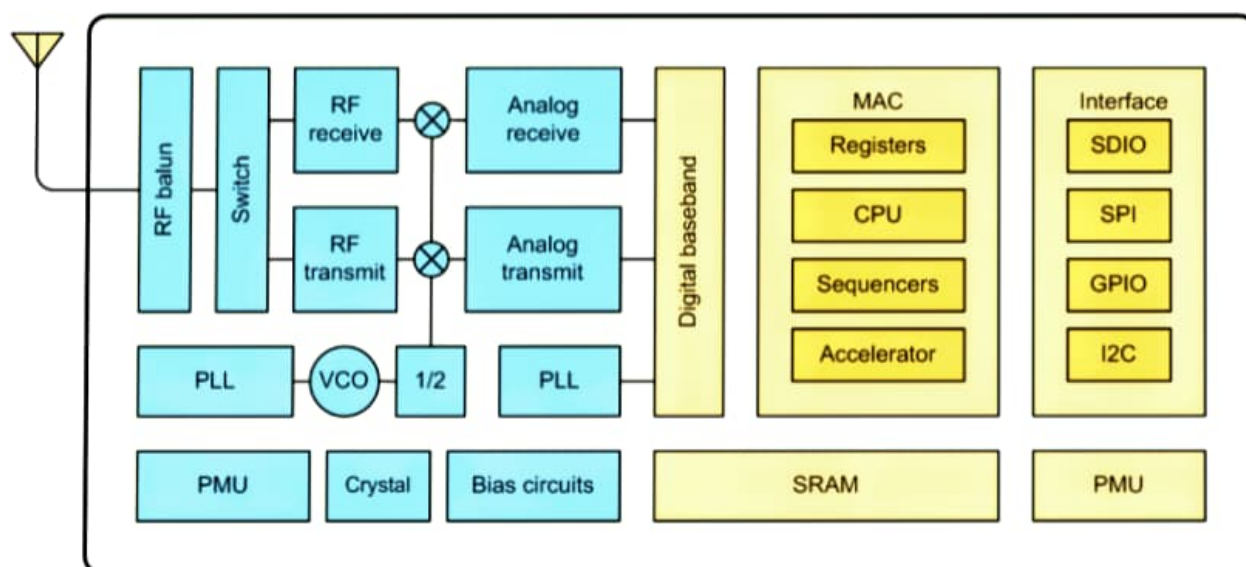 RF balun
Switch
RF
receive
Analog
receive
RF
transmit
Analog
transmit
Digital baseband
MAC
Registers
CPU
Sequencers
Accelerator
Interface
SDIO
SPI
GPIO
I2C
PLL
VCO
1/2
PLL
PMU
Crystal
Bias circuits
SRAM
PMU